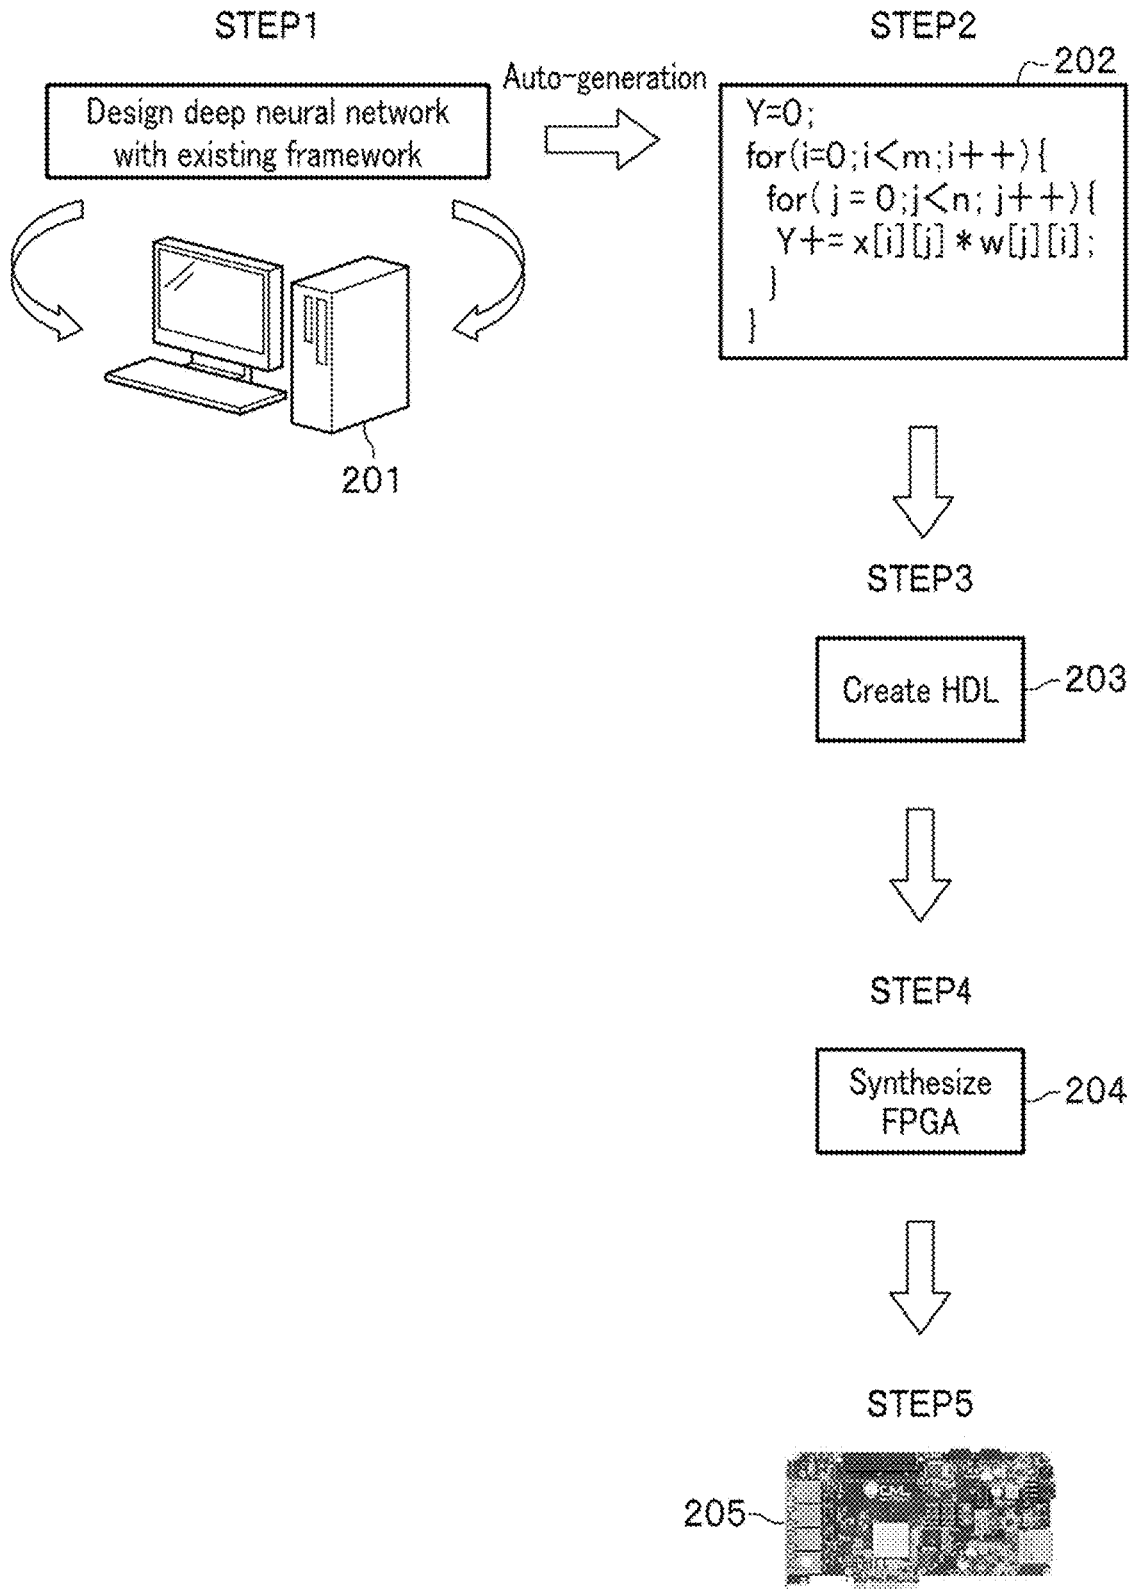 STEP1
Design deep neural network
with existing framework
201
Auto-generation
STEP2
202
Y=0;
for(i=0;i<m;i++){
for( j = 0;j<n; j++){
Y+= x[i][j] * w[j][i];
}
}
STEP3
Create HDL
203
STEP4
Synthesize
FPGA
204
STEP5
205